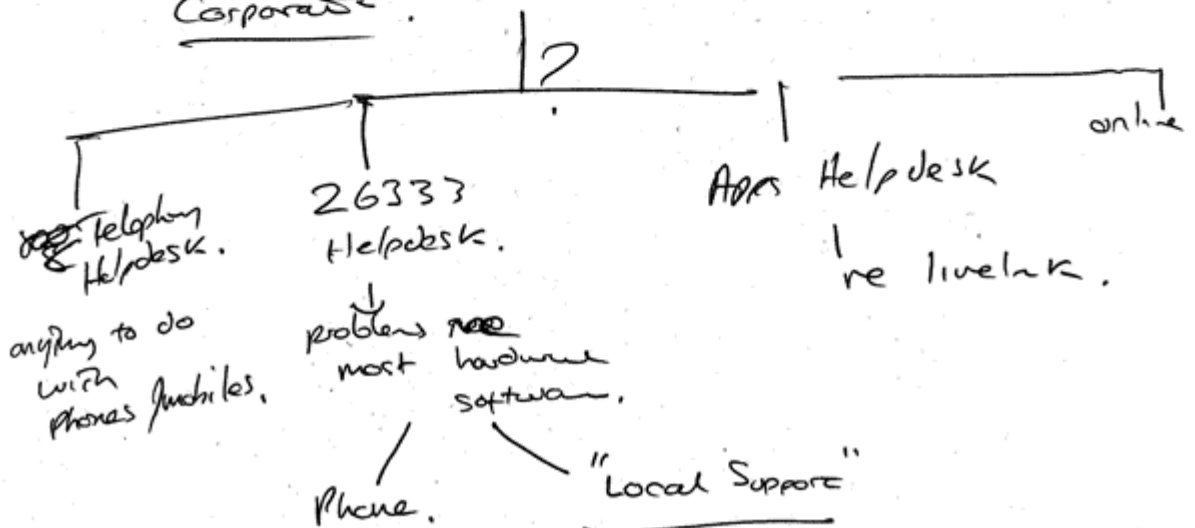 Corporate.
?
online
Telephony
Helpdesk.
anything to do
with
phones/mobiles.
26333
Helpdesk.
problems
most hardware
software.
Phone.
"Local Support"
Apps Helpdesk
're livelink.